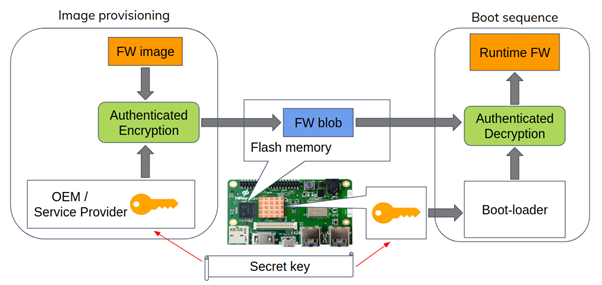 Image provisioning
Boot sequence
FW image
Runtime FW
Authenticated
Encryption
FW blob
Authenticated
Decryption
Flash memory
OEM /
Service Provider
Boot-loader
Secret key